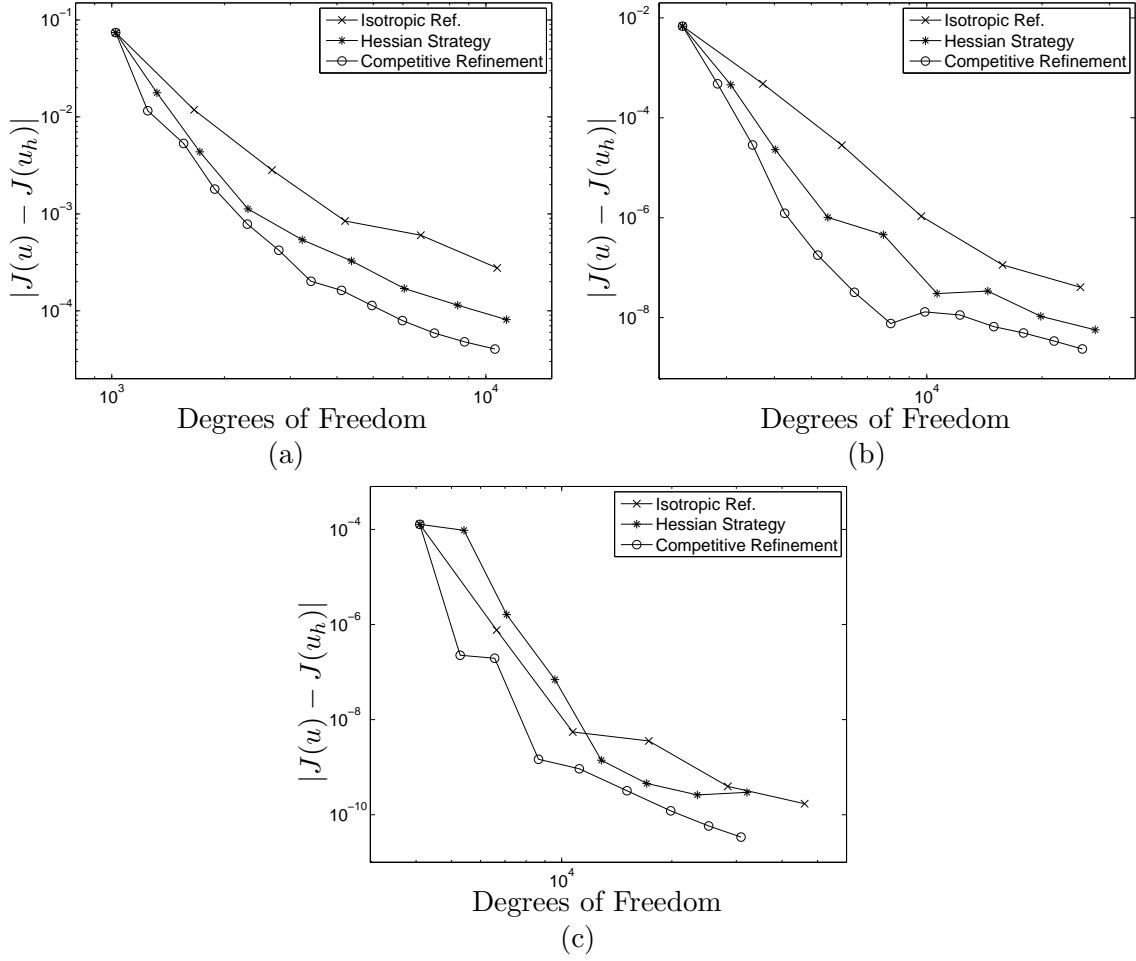 |J(u) − J(u_h)|
10^−1
10^−2
10^−3
10^−4
10^3
10^4
Isotropic Ref.
Hessian Strategy
Competitive Refinement
Degrees of Freedom
(a)
|J(u) − J(u_h)|
10^−2
10^−4
10^−6
10^−8
10^4
Isotropic Ref.
Hessian Strategy
Competitive Refinement
Degrees of Freedom
(b)
|J(u) − J(u_h)|
10^−4
10^−6
10^−8
10^−10
10^4
Isotropic Ref.
Hessian Strategy
Competitive Refinement
Degrees of Freedom
(c)